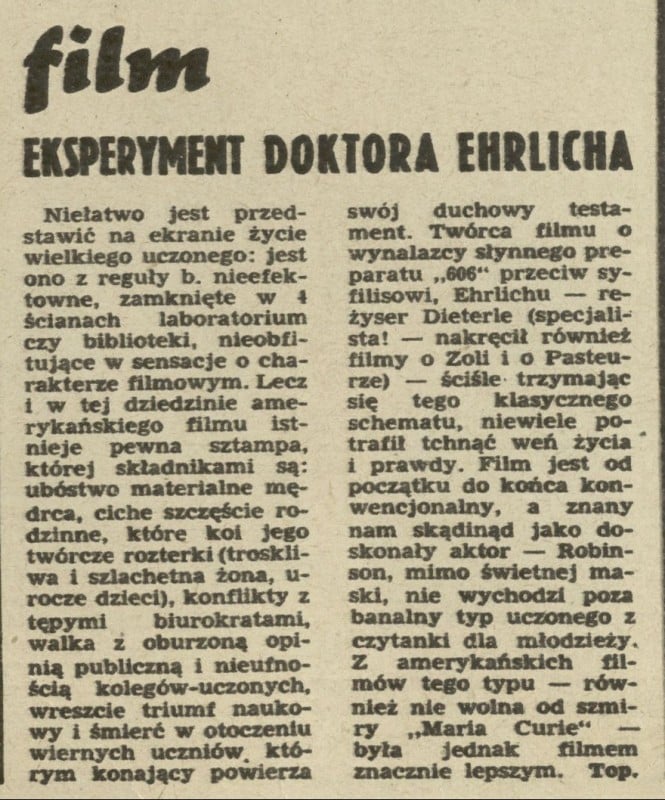 film
EKSPERYMENT DOKTORA EHRLICHA
Niełatwo jest przed-
stawić na ekranie życie
wielkiego uczonego: jest
ono z reguły b. nieefek-
towne, zamknięte w 4
ścianach laboratorium
czy biblioteki, nieobfi-
tujące w sensacje o cha-
rakterze filmowym. Lecz
i w tej dziedzinie ame-
rykańskiego filmu ist-
nieje pewna sztampa,
której składnikami są:
ubóstwo materialne mę-
drca, ciche szczęście ro-
dzinne, które koi jego
twórcze rozterki (troskli-
wa i szlachetna żona, u-
rocze dzieci), konflikty z
tępymi biurokratami,
walka z oburzoną opi-
nią publiczną i nieufno-
ścią kolegów-uczonych,
wreszcie triumf nauko-
wy i śmierć w otoczeniu
wiernych uczniów, któ-
rym konający powierza
swój duchowy testa-
ment. Twórca filmu o
wynalazcy słynnego pre-
paratu „606" przeciw sy-
filisowi, Ehrlichu — re-
żyser Dieterle (specjali-
sta! — nakręcił również
filmy o Zoli i o Pasteu-
rze) — ściśle trzymając
się tego klasycznego
schematu, niewiele po-
trafił tchnąć weń życia
i prawdy. Film jest od
początku do końca kon-
wencjonalny, a znany
nam skądinąd jako do-
skonały aktor — Robin-
son, mimo świetnej ma-
ski, nie wychodzi poza
banalny typ uczonego z
czytanki dla młodzieży.
Z amerykańskich fil-
mów tego typu — rów-
nież nie wolna od szmi-
ry „Maria Curie" —
była jednak filmem
znacznie lepszym. Top.